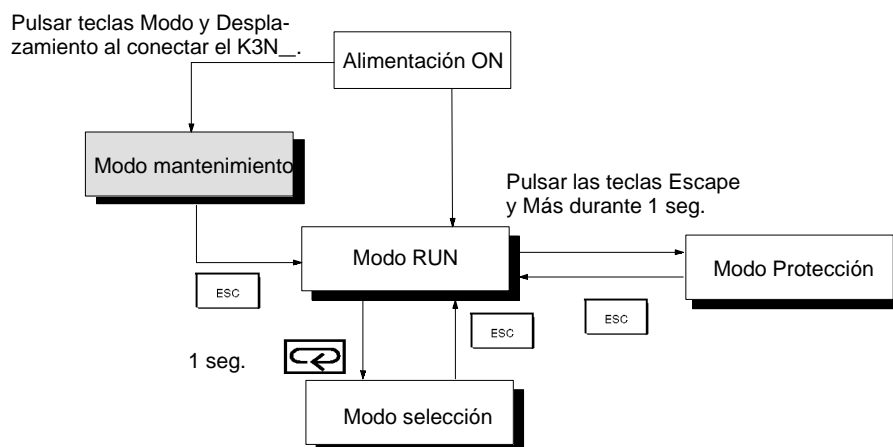 Pulsar teclas Modo y Despla-
zamiento al conectar el K3N__.
Alimentación ON
Modo mantenimiento
Pulsar las teclas Escape
y Más durante 1 seg.
Modo RUN
Modo Protección
ESC
ESC
ESC
1 seg.
Modo selección